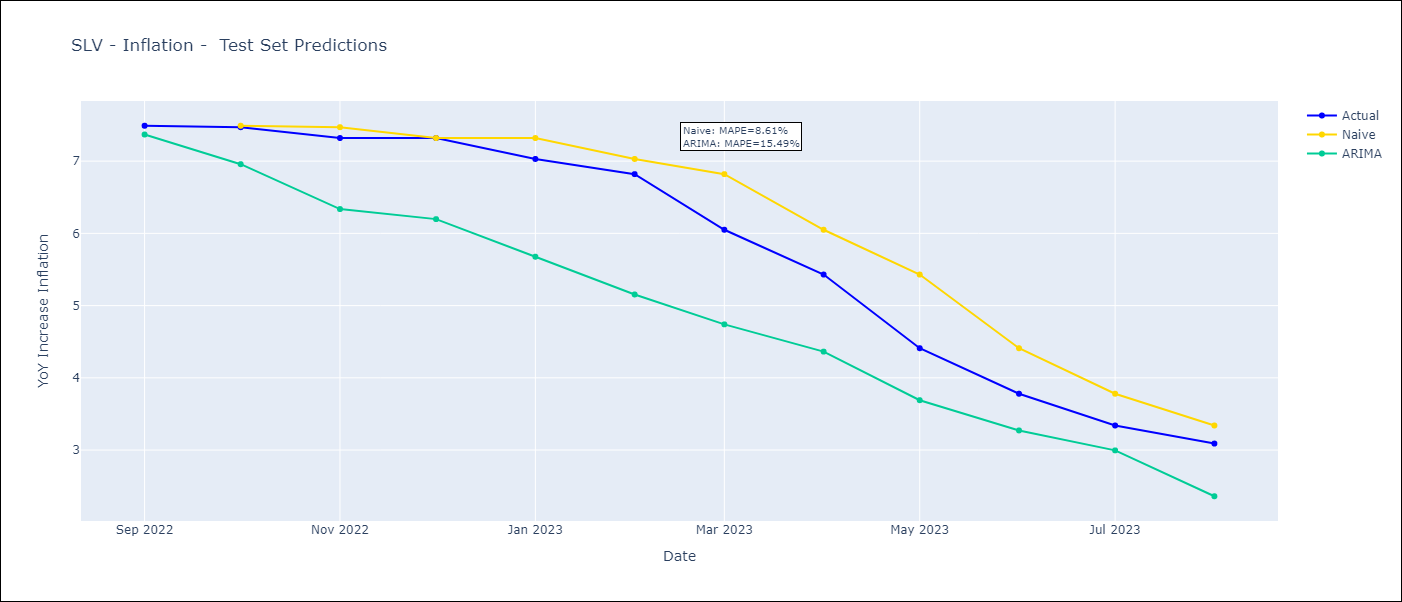 SLV - Inflation -  Test Set Predictions
Actual
Naive
ARIMA
Naive: MAPE=8.61%
ARIMA: MAPE=15.49%
YoY Increase Inflation
7
6
5
4
3
Sep 2022
Nov 2022
Jan 2023
Mar 2023
May 2023
Jul 2023
Date